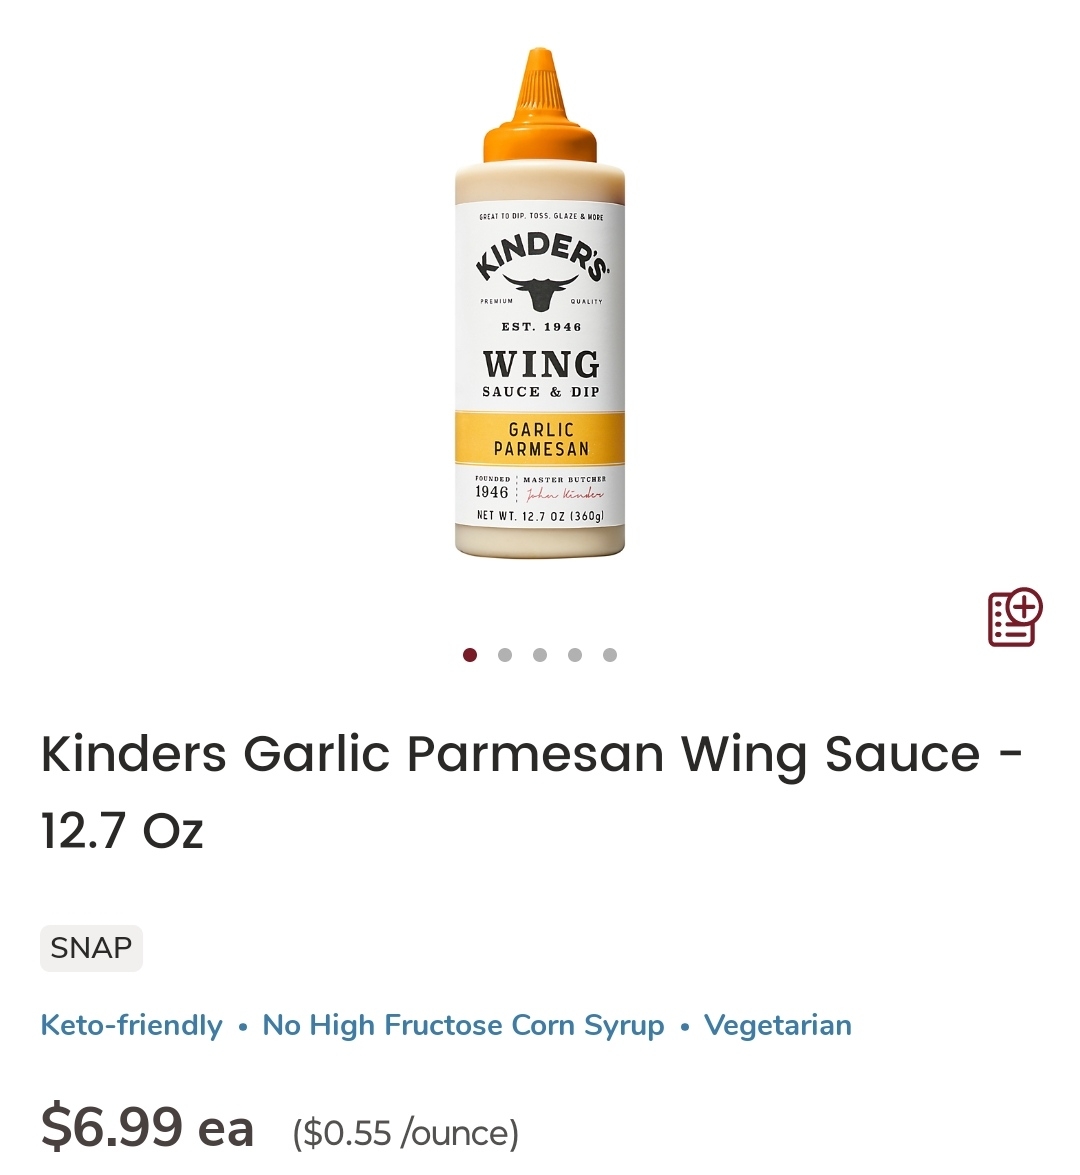 GREAT TO DIP, TOSS, GLAZE & MORE
KINDER'S®
PREMIUM QUALITY
EST. 1946
WING
SAUCE & DIP
GARLIC
PARMESAN
FOUNDED
1946
MASTER BUTCHER
John Kinder
NET WT. 12.7 OZ (360g)
Kinders Garlic Parmesan Wing Sauce -
12.7 Oz
SNAP
Keto-friendly • No High Fructose Corn Syrup • Vegetarian
$6.99 ea ($0.55 /ounce)